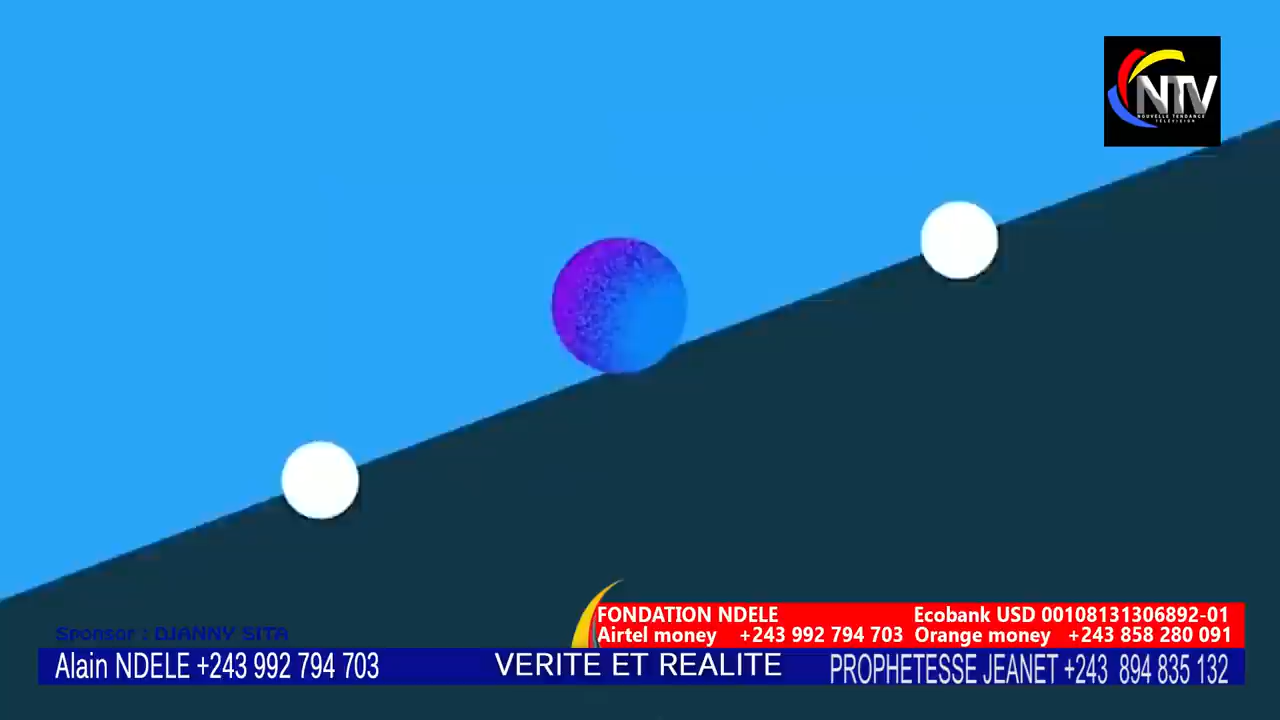 NTV
NOUVELLE TENDANCE
TELEVISION
FONDATION NDELE Ecobank USD 00108131306892-01
Airtel money +243 992 794 703 Orange money +243 858 280 091
Sponsor : DJANNY SITA
Alain NDELE +243 992 794 703 VERITE ET REALITE PROPHETESSE JEANET +243 894 835 132